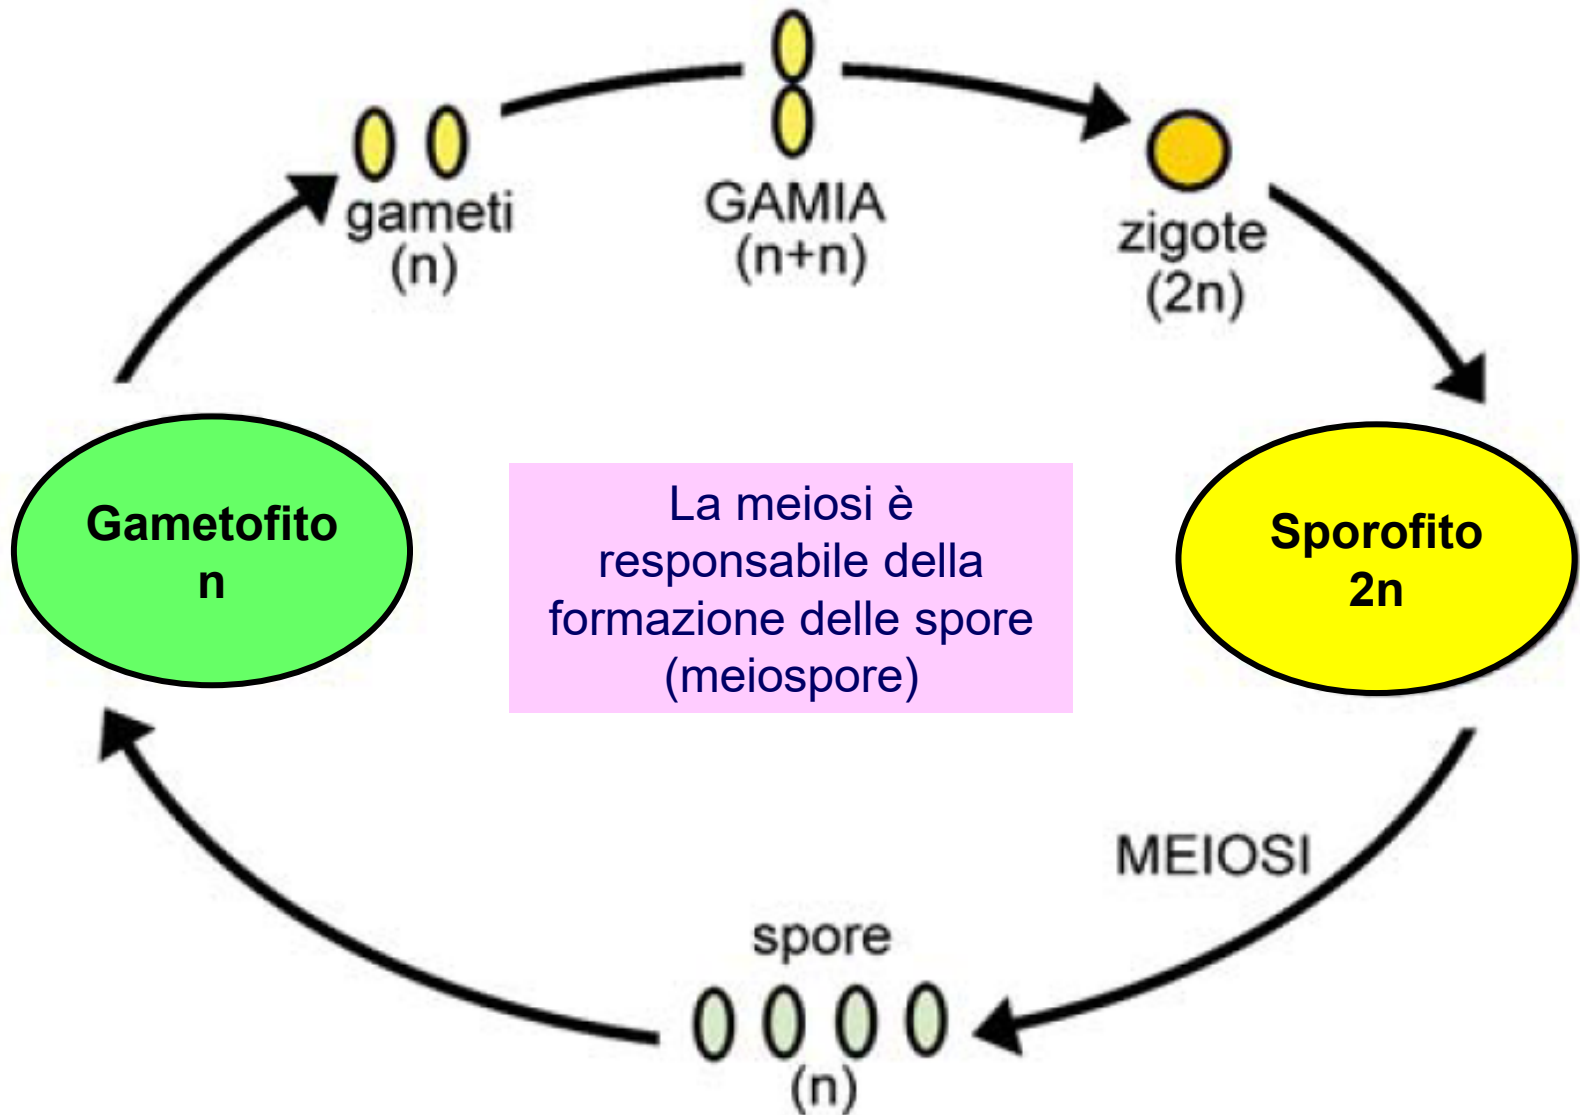 gameti
(n)
GAMIA
(n+n)
zigote
(2n)
Gametofito
n
La meiosi è
responsabile della
formazione delle spore
(meiospore)
Sporofito
2n
MEIOSI
spore
(n)